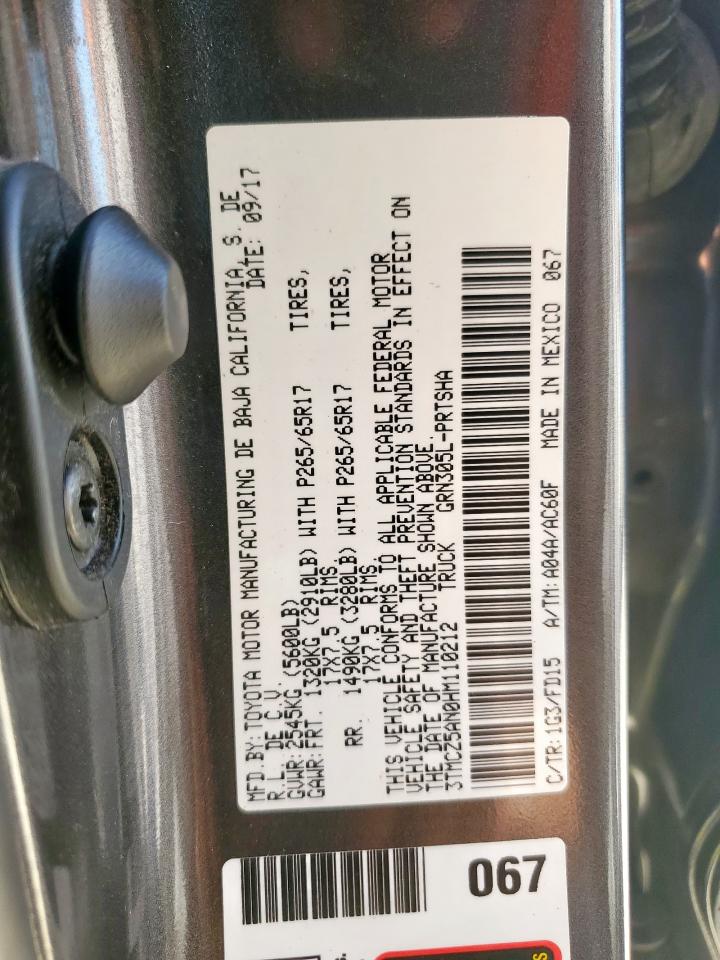 MFD.BY: TOYOTA MOTOR MANUFACTURING DE BAJA CALIFORNIA, S. DE
R.L. DE C.V. DATE: 09/17
GVWR: 2545KG (5600LB)
GAWR: FRT. 1320KG (2910LB) WITH P265/65R17 TIRES,
17X7.5 RIMS,
RR. 1490KG (3280LB) WITH P265/65R17 TIRES,
17X7.5 RIMS.
THIS VEHICLE CONFORMS TO ALL APPLICABLE FEDERAL MOTOR
VEHICLE SAFETY AND THEFT PREVENTION STANDARDS IN EFFECT ON
THE DATE OF MANUFACTURE SHOWN ABOVE.
3TMCZ5AN0HM110212 TRUCK GRN305L-PRTSHA
C/TR: 1G3/FD15 A/TM: A04A/AC60F MADE IN MEXICO 067
067